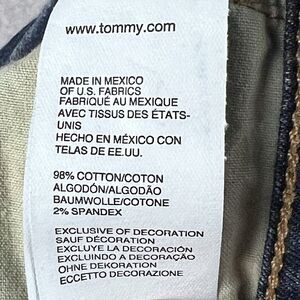 www.tommy.com
MADE IN MEXICO
OF U.S. FABRICS
FABRIQUÉ AU MEXIQUE
AVEC TISSUS DES ÉTATS-
UNIS
HECHO EN MÉXICO CON
TELAS DE EE.UU.
98% COTTON/COTON
ALGODÓN/ALGODÃO
BAUMWOLLE/COTONE
2% SPANDEX
EXCLUSIVE OF DECORATION
SAUF DÉCORATION
EXCLUYE LA DECORACIÓN
EXCLUINDO A DECORAÇÃO
OHNE DEKORATION
ECCETTO DECORAZIONE